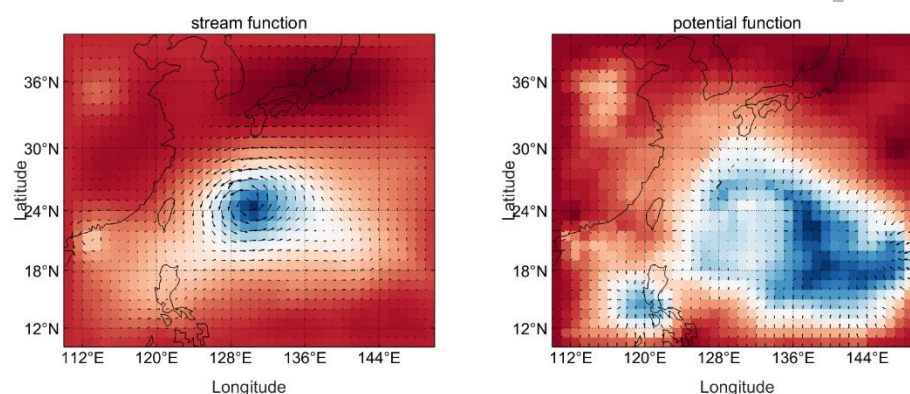 stream function
36°N
30°N
24°N
18°N
12°N
Latitude
112°E 120°E 128°E 136°E 144°E
Longitude
potential function
36°N
30°N
24°N
18°N
12°N
Latitude
112°E 120°E 128°E 136°E 144°E
Longitude